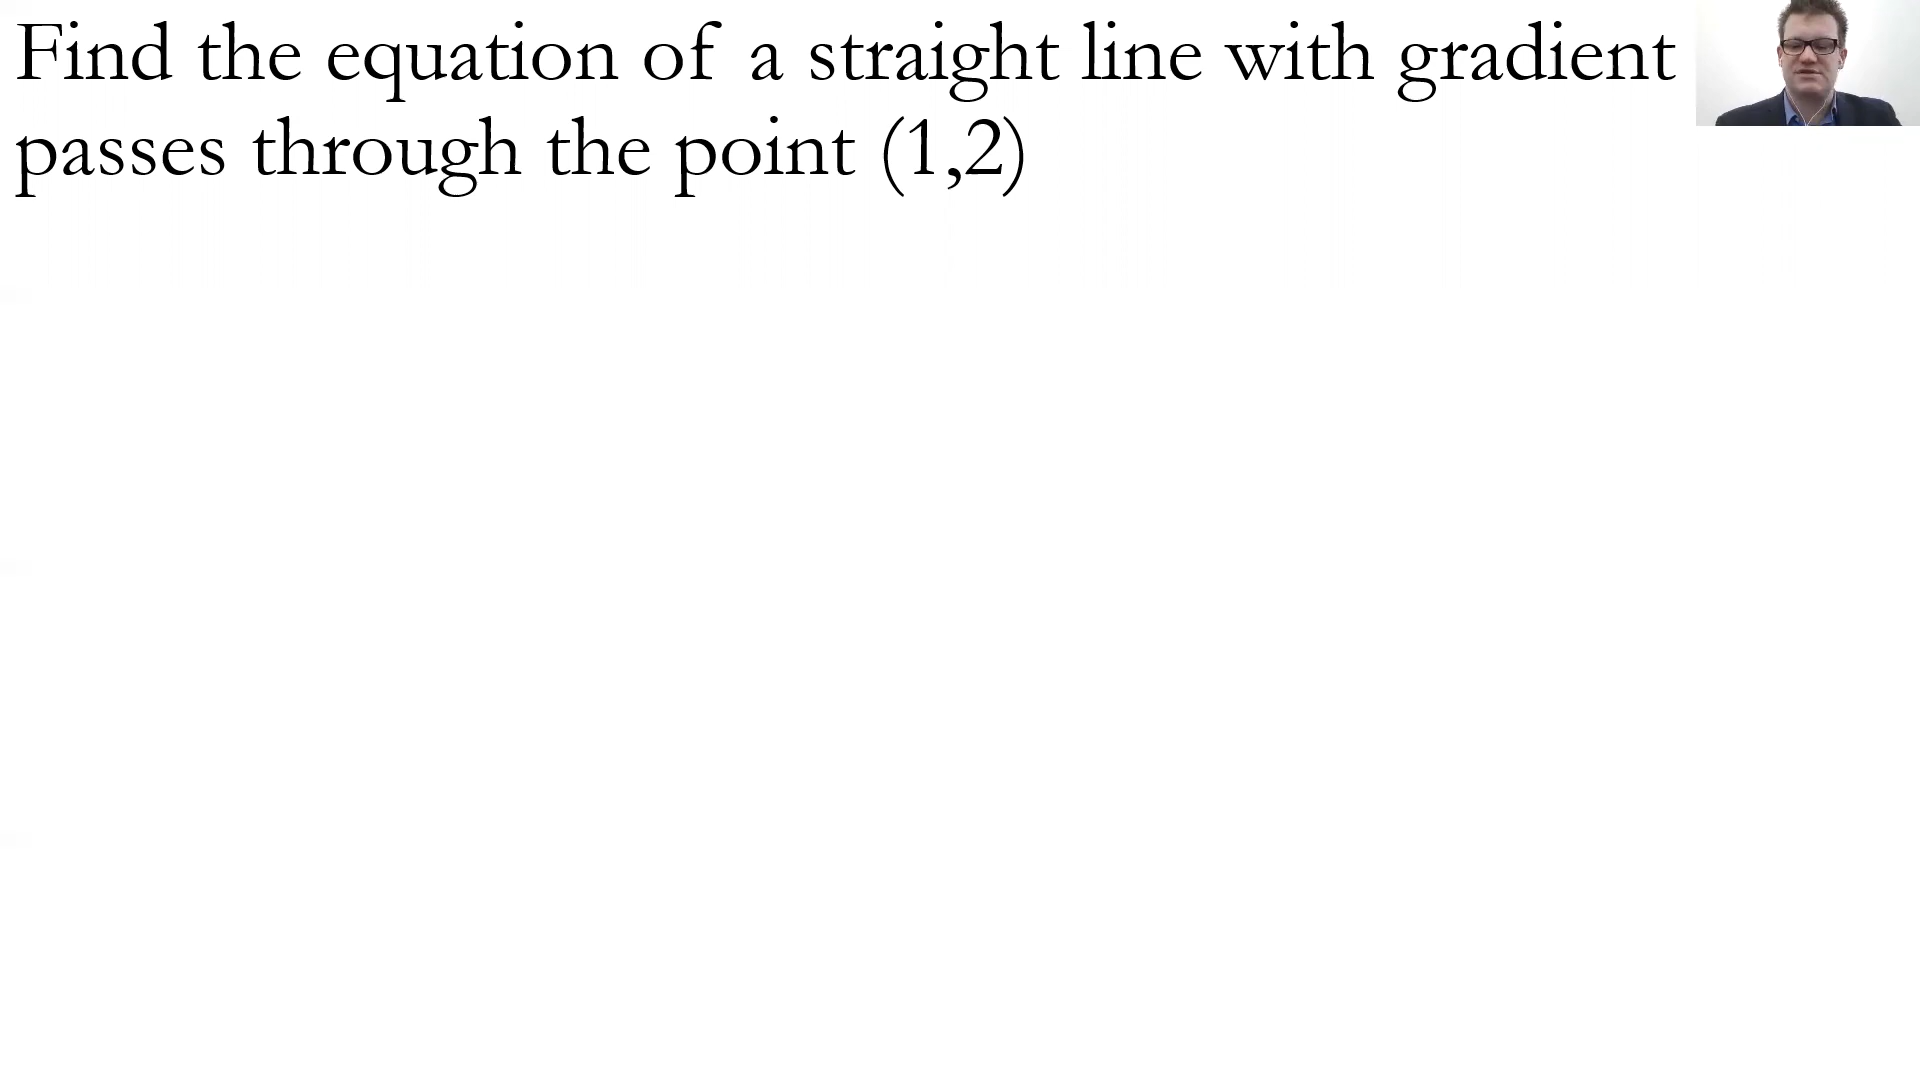 Find the equation of a straight line with gradient
passes through the point (1,2)